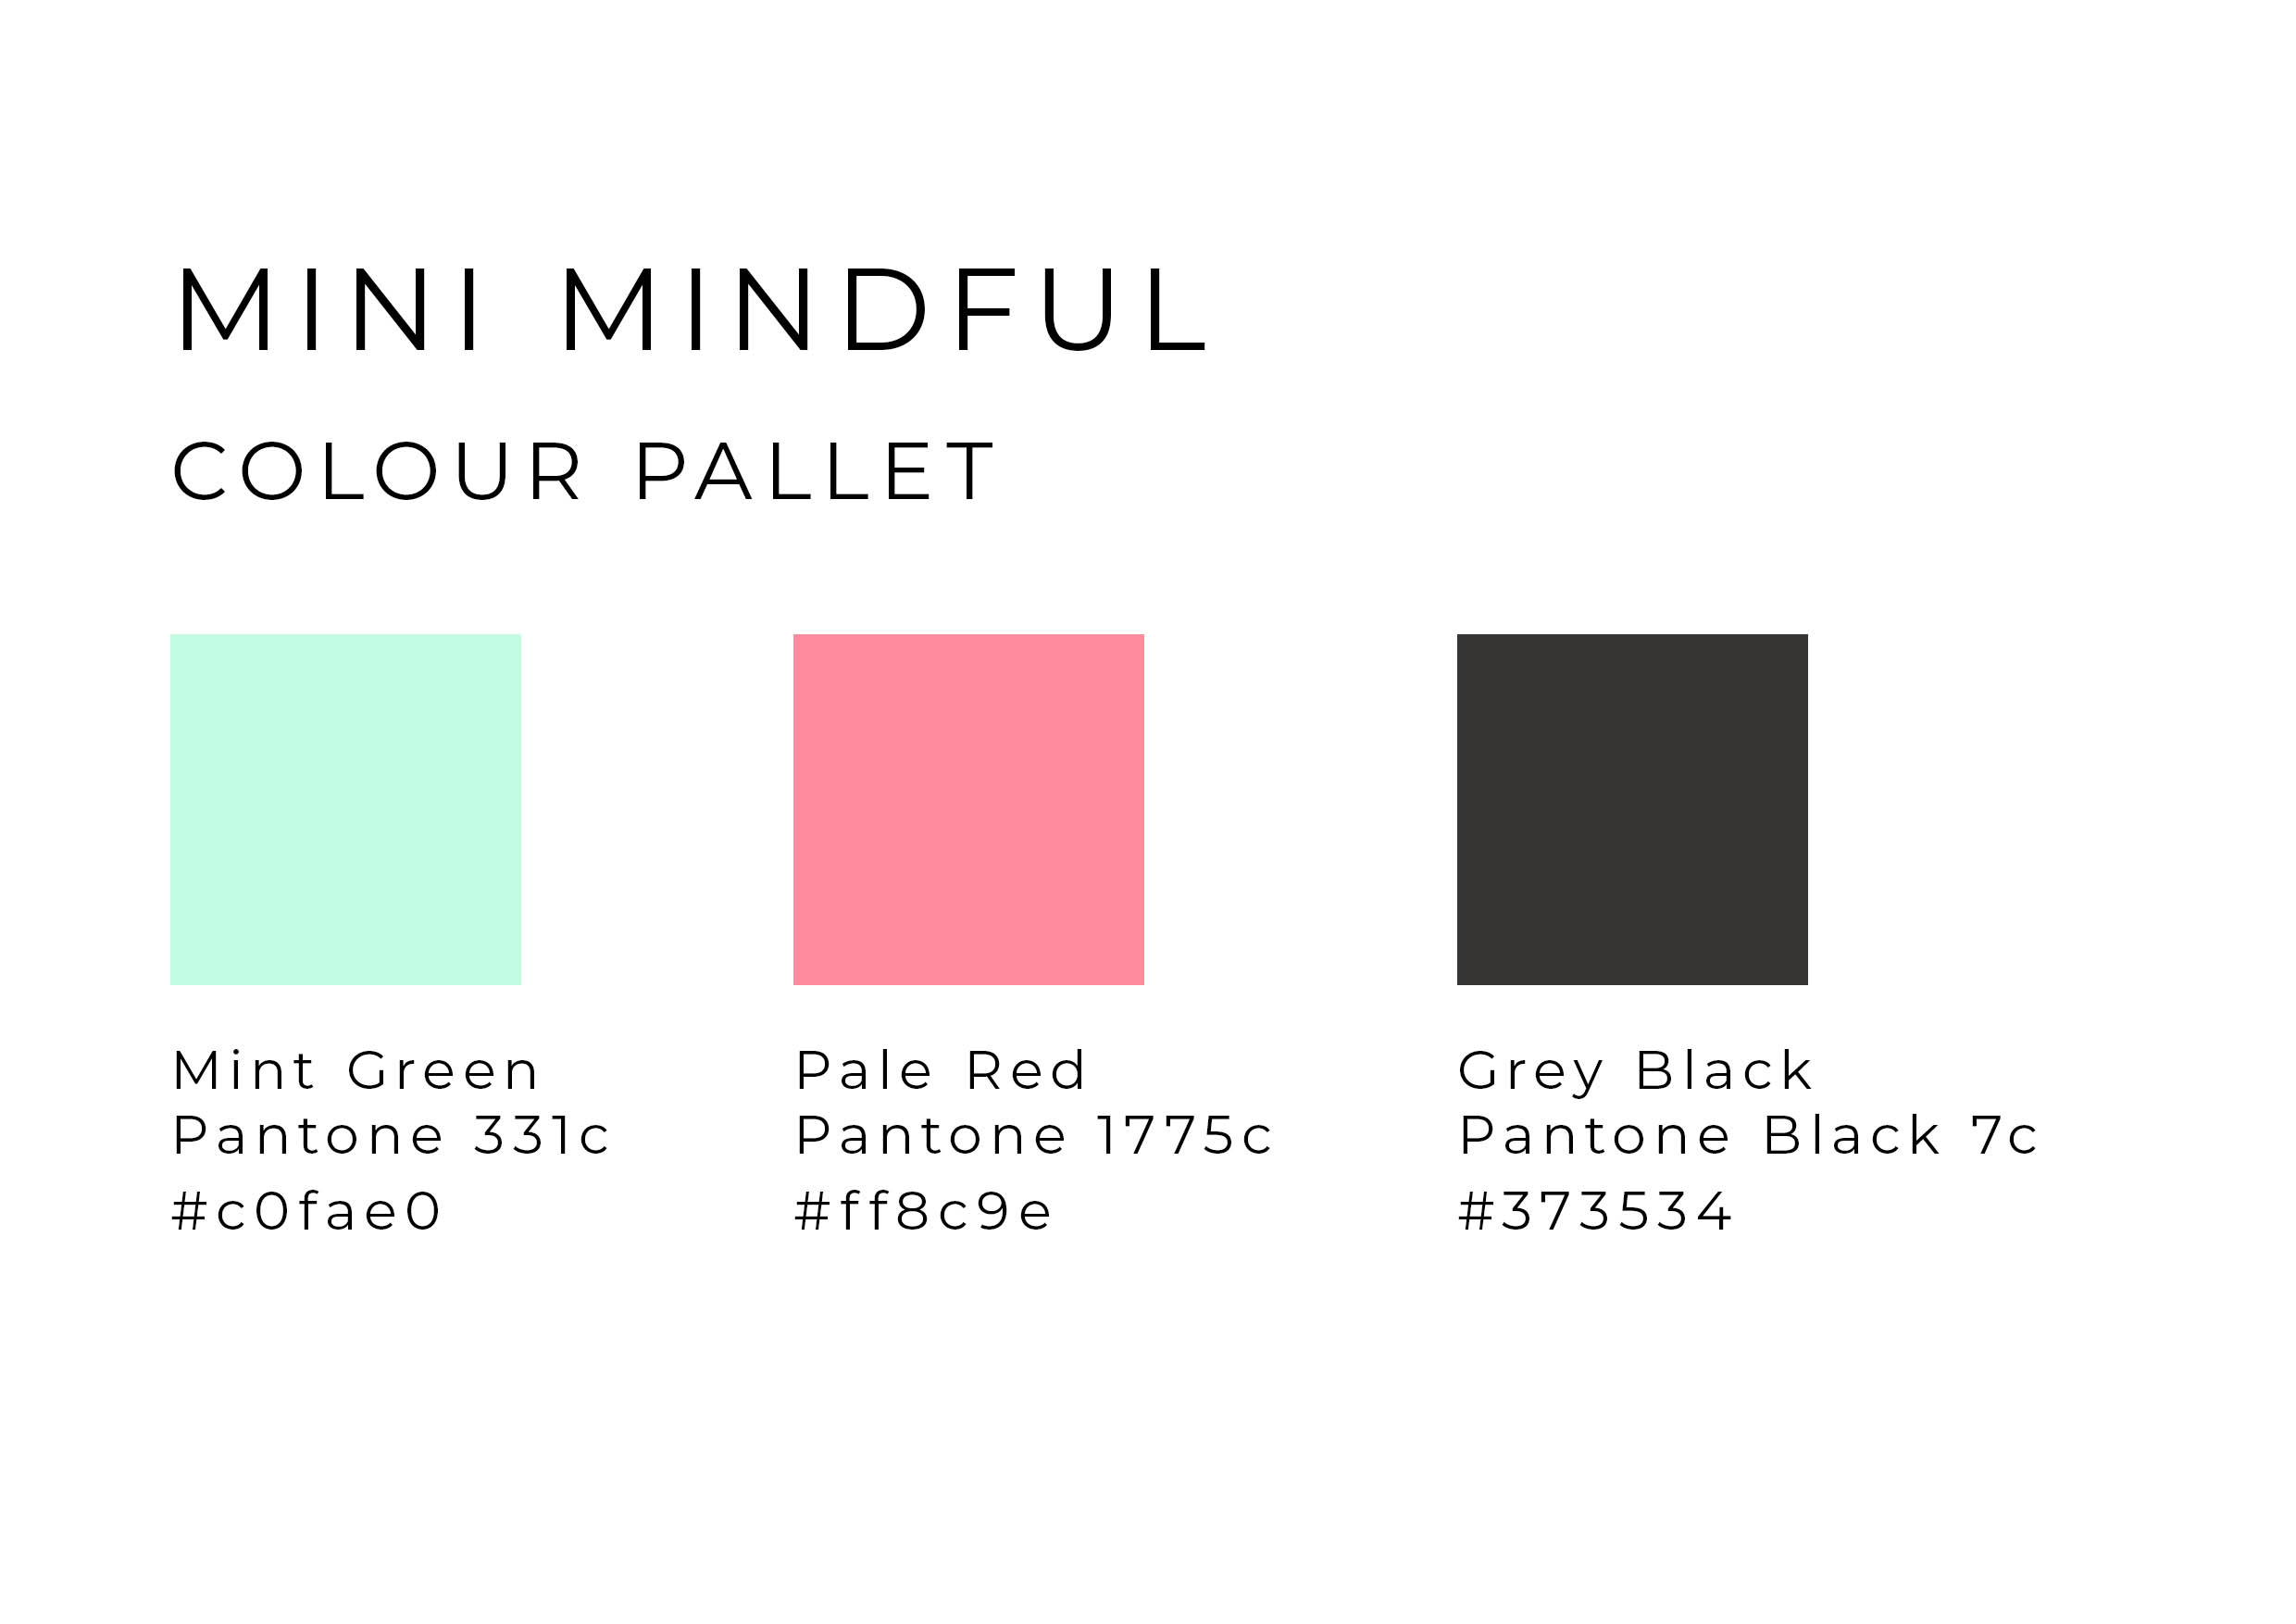 MINI MINDFUL
COLOUR PALLET
Mint Green
Pantone 331c
#c0fae0
Pale Red
Pantone 1775c
#ff8c9e
Grey Black
Pantone Black 7c
#373534